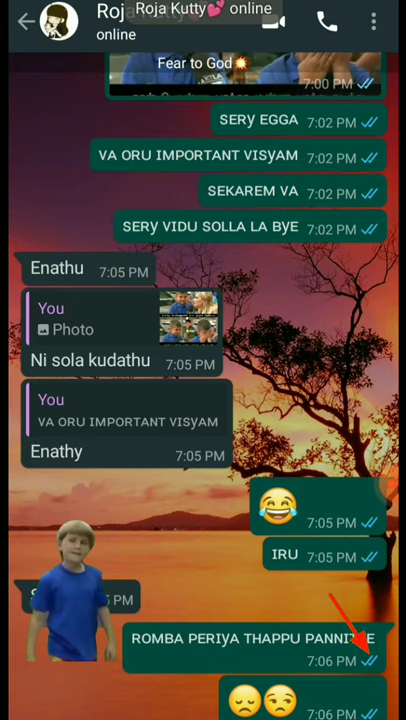 Roja Kutty💕 online
online
Fear to God💥
7:00 PM
SERy EGGA 7:02 PM
VA ORU IMPORTANT VISyAM 7:02 PM
SEKAREM VA 7:02 PM
SERy VIDU SOLLA LA ByE 7:02 PM
Enathu 7:05 PM
You
Photo
Ni sola kudathu 7:05 PM
You
VA ORU IMPORTANT VISyAM
Enathy 7:05 PM
😂
7:05 PM
IRU 7:05 PM
PM
ROMBA PERIyA THAPPU
7:06 PM
😥😒
7:06 PM